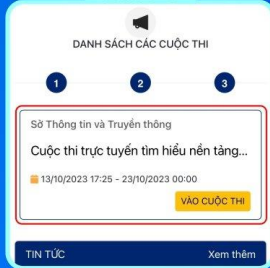 DANH SÁCH CÁC CUỘC THI
1 2 3
Sở Thông tin và Truyền thông
Cuộc thi trực tuyến tìm hiểu nền tảng...
13/10/2023 17:25 - 23/10/2023 00:00
VÀO CUỘC THI
TIN TỨC Xem thêm